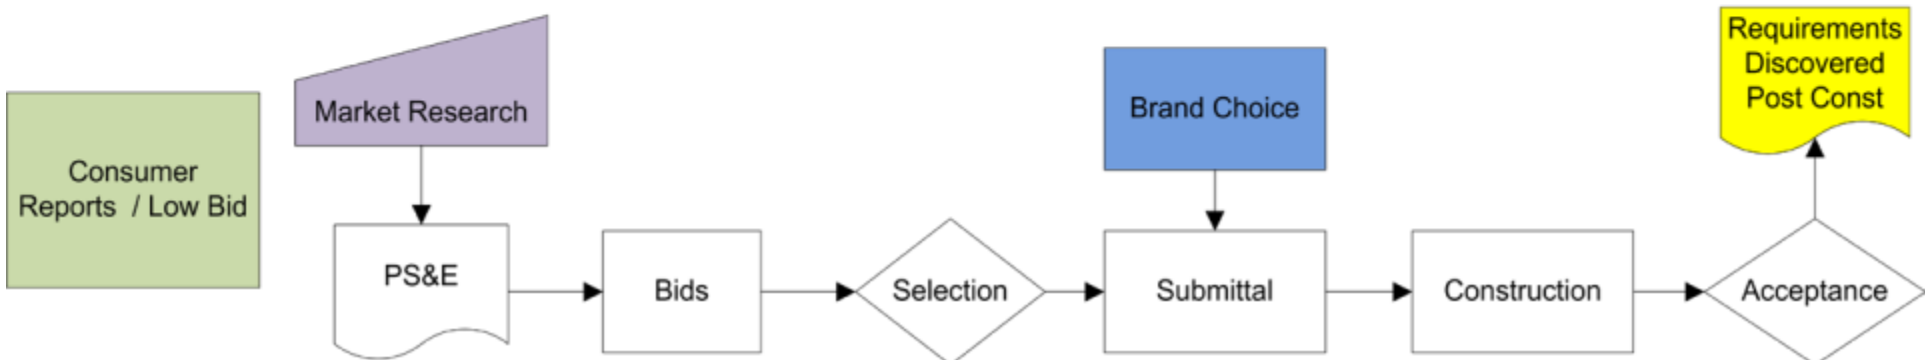 Consumer
Reports / Low Bid
Market Research
PS&E
Bids
Selection
Brand Choice
Submittal
Construction
Requirements
Discovered
Post Const
Acceptance